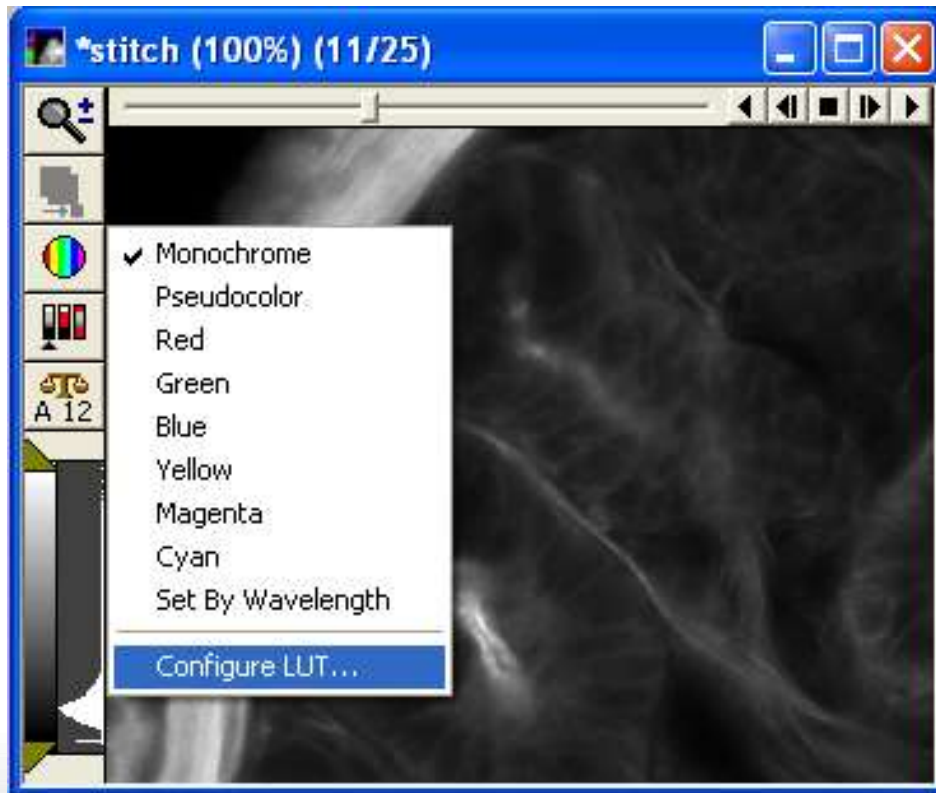 *stitch (100%) (11/25)
Monochrome
Pseudocolor
Red
Green
A 12
Blue
Yellow
Magenta
Cyan
Set By Wavelength
Configure LUT...